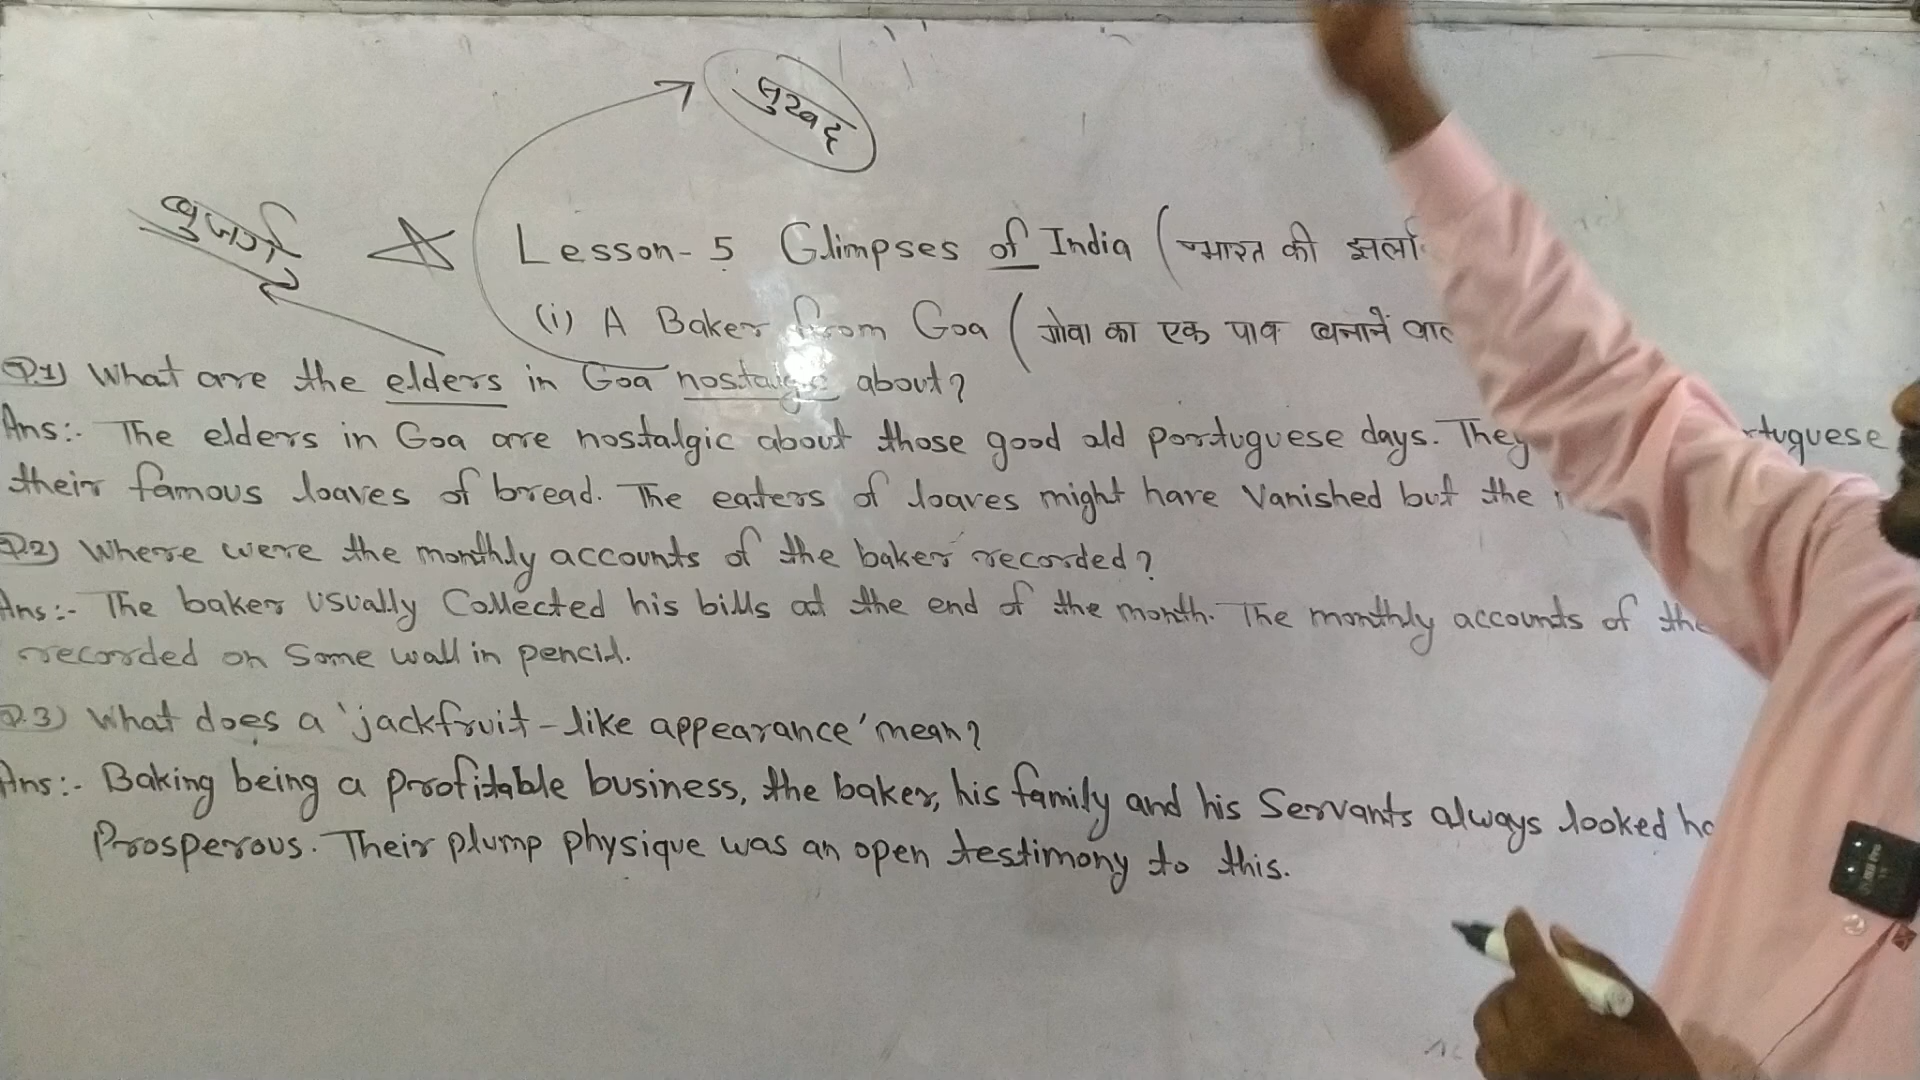 सुखद
बुजुर्ग
Lesson-5 Glimpses of India (भारत की
(i) A Baker from Goa (गोवा का एक पाव बनानें
Q.1) What are the elders in Goa nostalgic about?
Ans:- The elders in Goa are nostalgic about those good old portuguese days. They
their famous loaves of bread. The eaters of loaves might have Vanished but the
Q.2) Where were the monthly accounts of the baker recorded?
Ans:- The baker usually Collected his bills at the end of the month. The monthly accounts of the
recorded on Some wall in pencil.
Q.3) What does a 'jackfruit-like appearance' mean?
Ans:- Baking being a Profitable business, the baker, his family and his Servants always looked
Prosperous. Their plump physique was an open testimony to this.